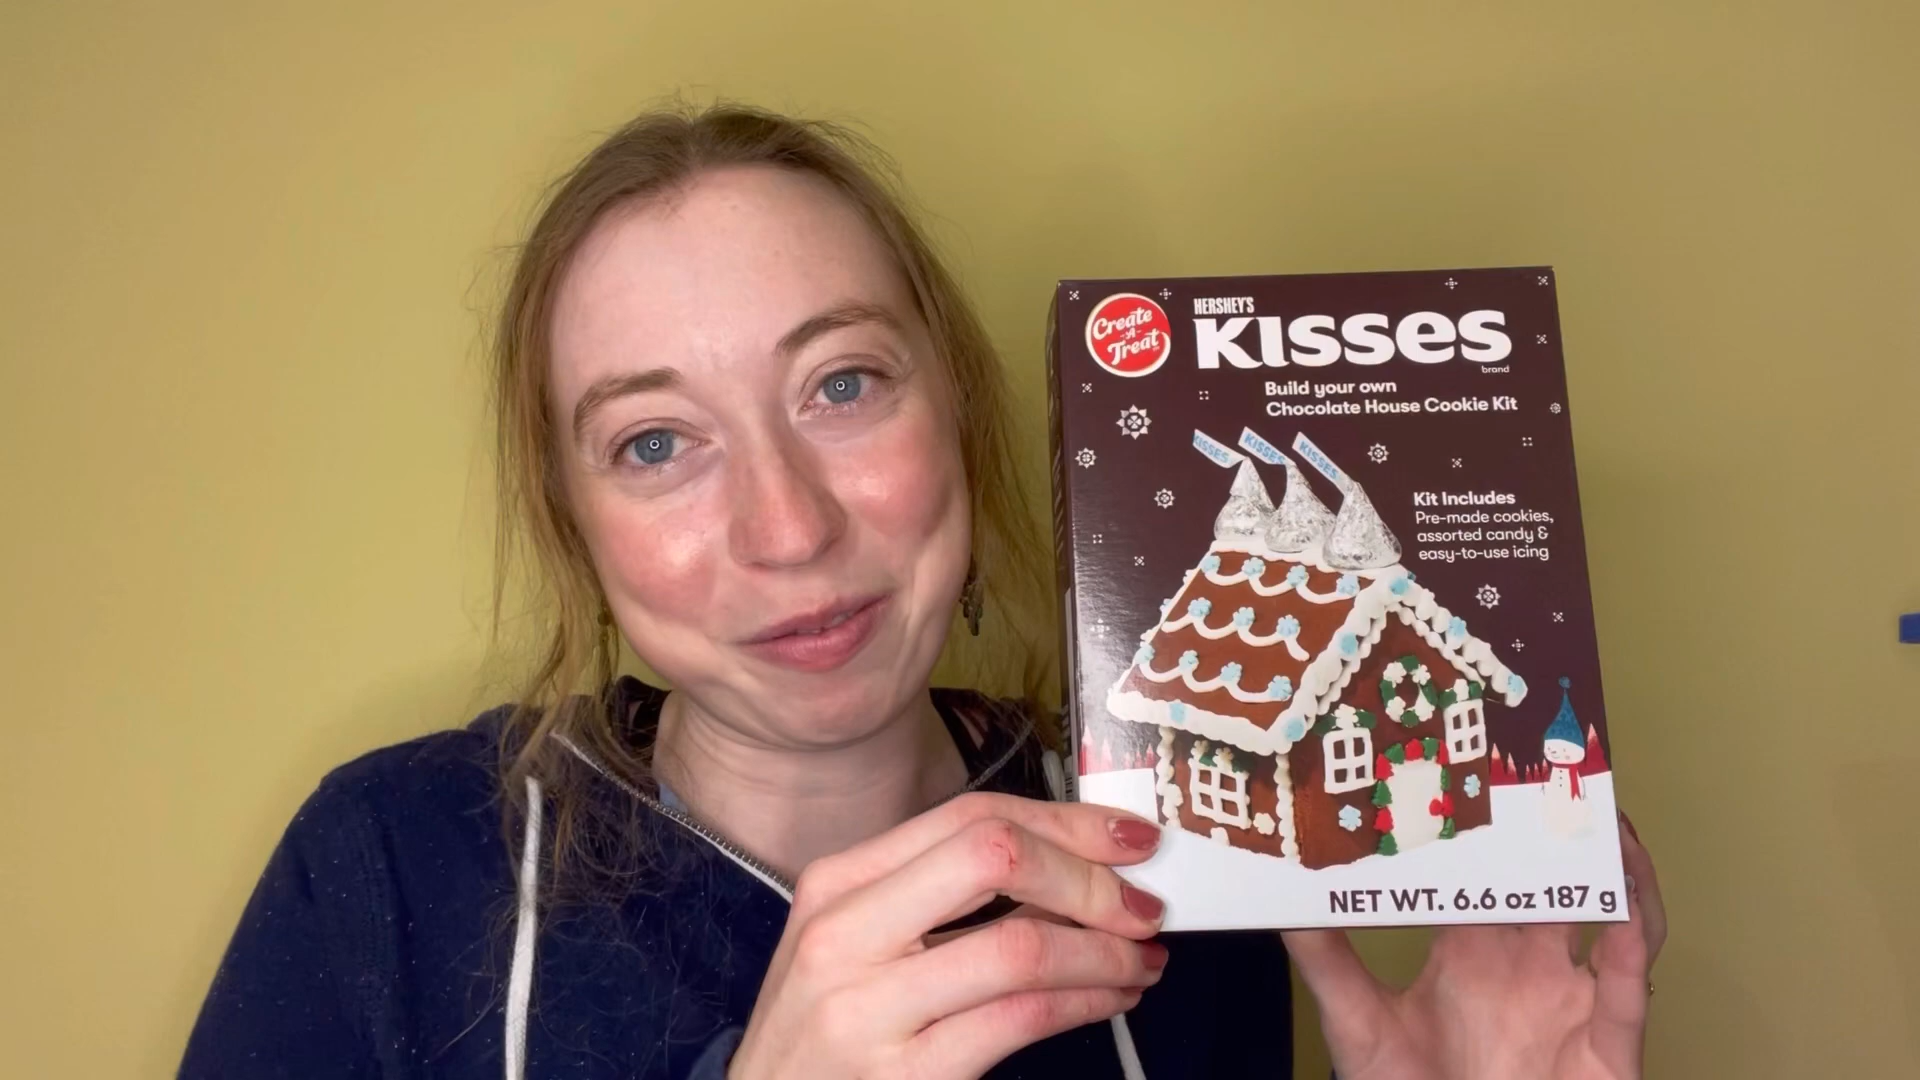 Create
-A-
Treat
HERSHEY'S
KISSES
brand
Build your own
Chocolate House Cookie Kit
KISSES
KISSES
KISSES
Kit Includes
Pre-made cookies,
assorted candy &
easy-to-use icing
NET WT. 6.6 oz 187 g